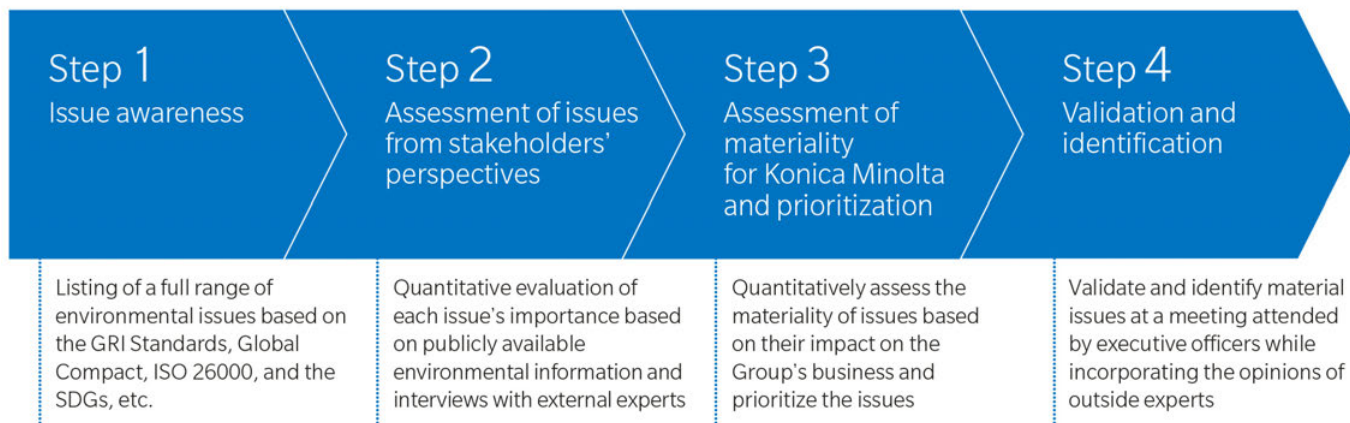 Step 1
Issue awareness
Listing of a full range of
environmental issues based on
the GRI Standards, Global
Compact, ISO 26000, and the
SDGs, etc.
Step 2
Assessment of issues
from stakeholders’
perspectives
Quantitative evaluation of
each issue's importance based
on publicly available
environmental information and
interviews with external experts
Step 3
Assessment of
materiality
for Konica Minolta
and prioritization
Quantitatively assess the
materiality of issues based
on their impact on the
Group's business and
prioritize the issues
Step 4
Validation and
identification
Validate and identify material
issues at a meeting attended
by executive officers while
incorporating the opinions of
outside experts